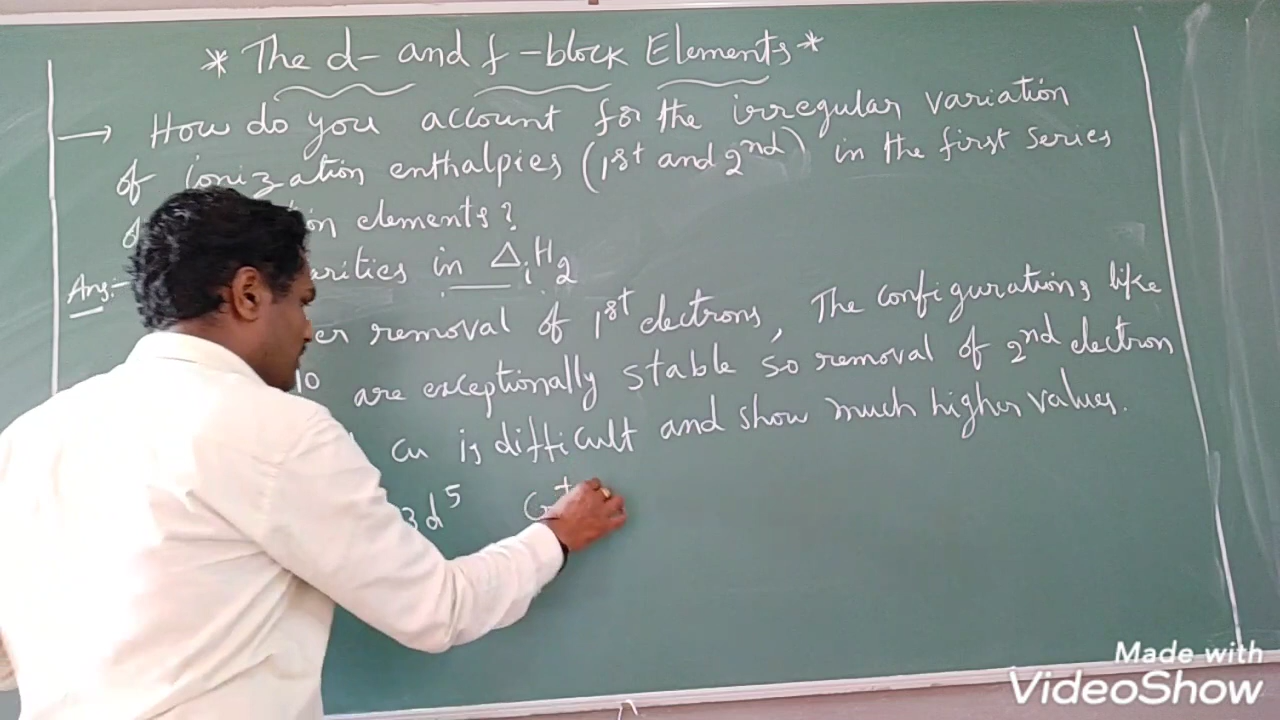 * The d- and f -block Elements *
→ How do you account for the irregular variation
of ionization enthalpies (1st and 2nd) in the first series
elements?
Ans:- in ΔiH2
removal of 1st electrons, The configurations like
10 are exceptionally stable so removal of 2nd electron
Cu is difficult and show much higher values.
3d5
Made with
VideoShow